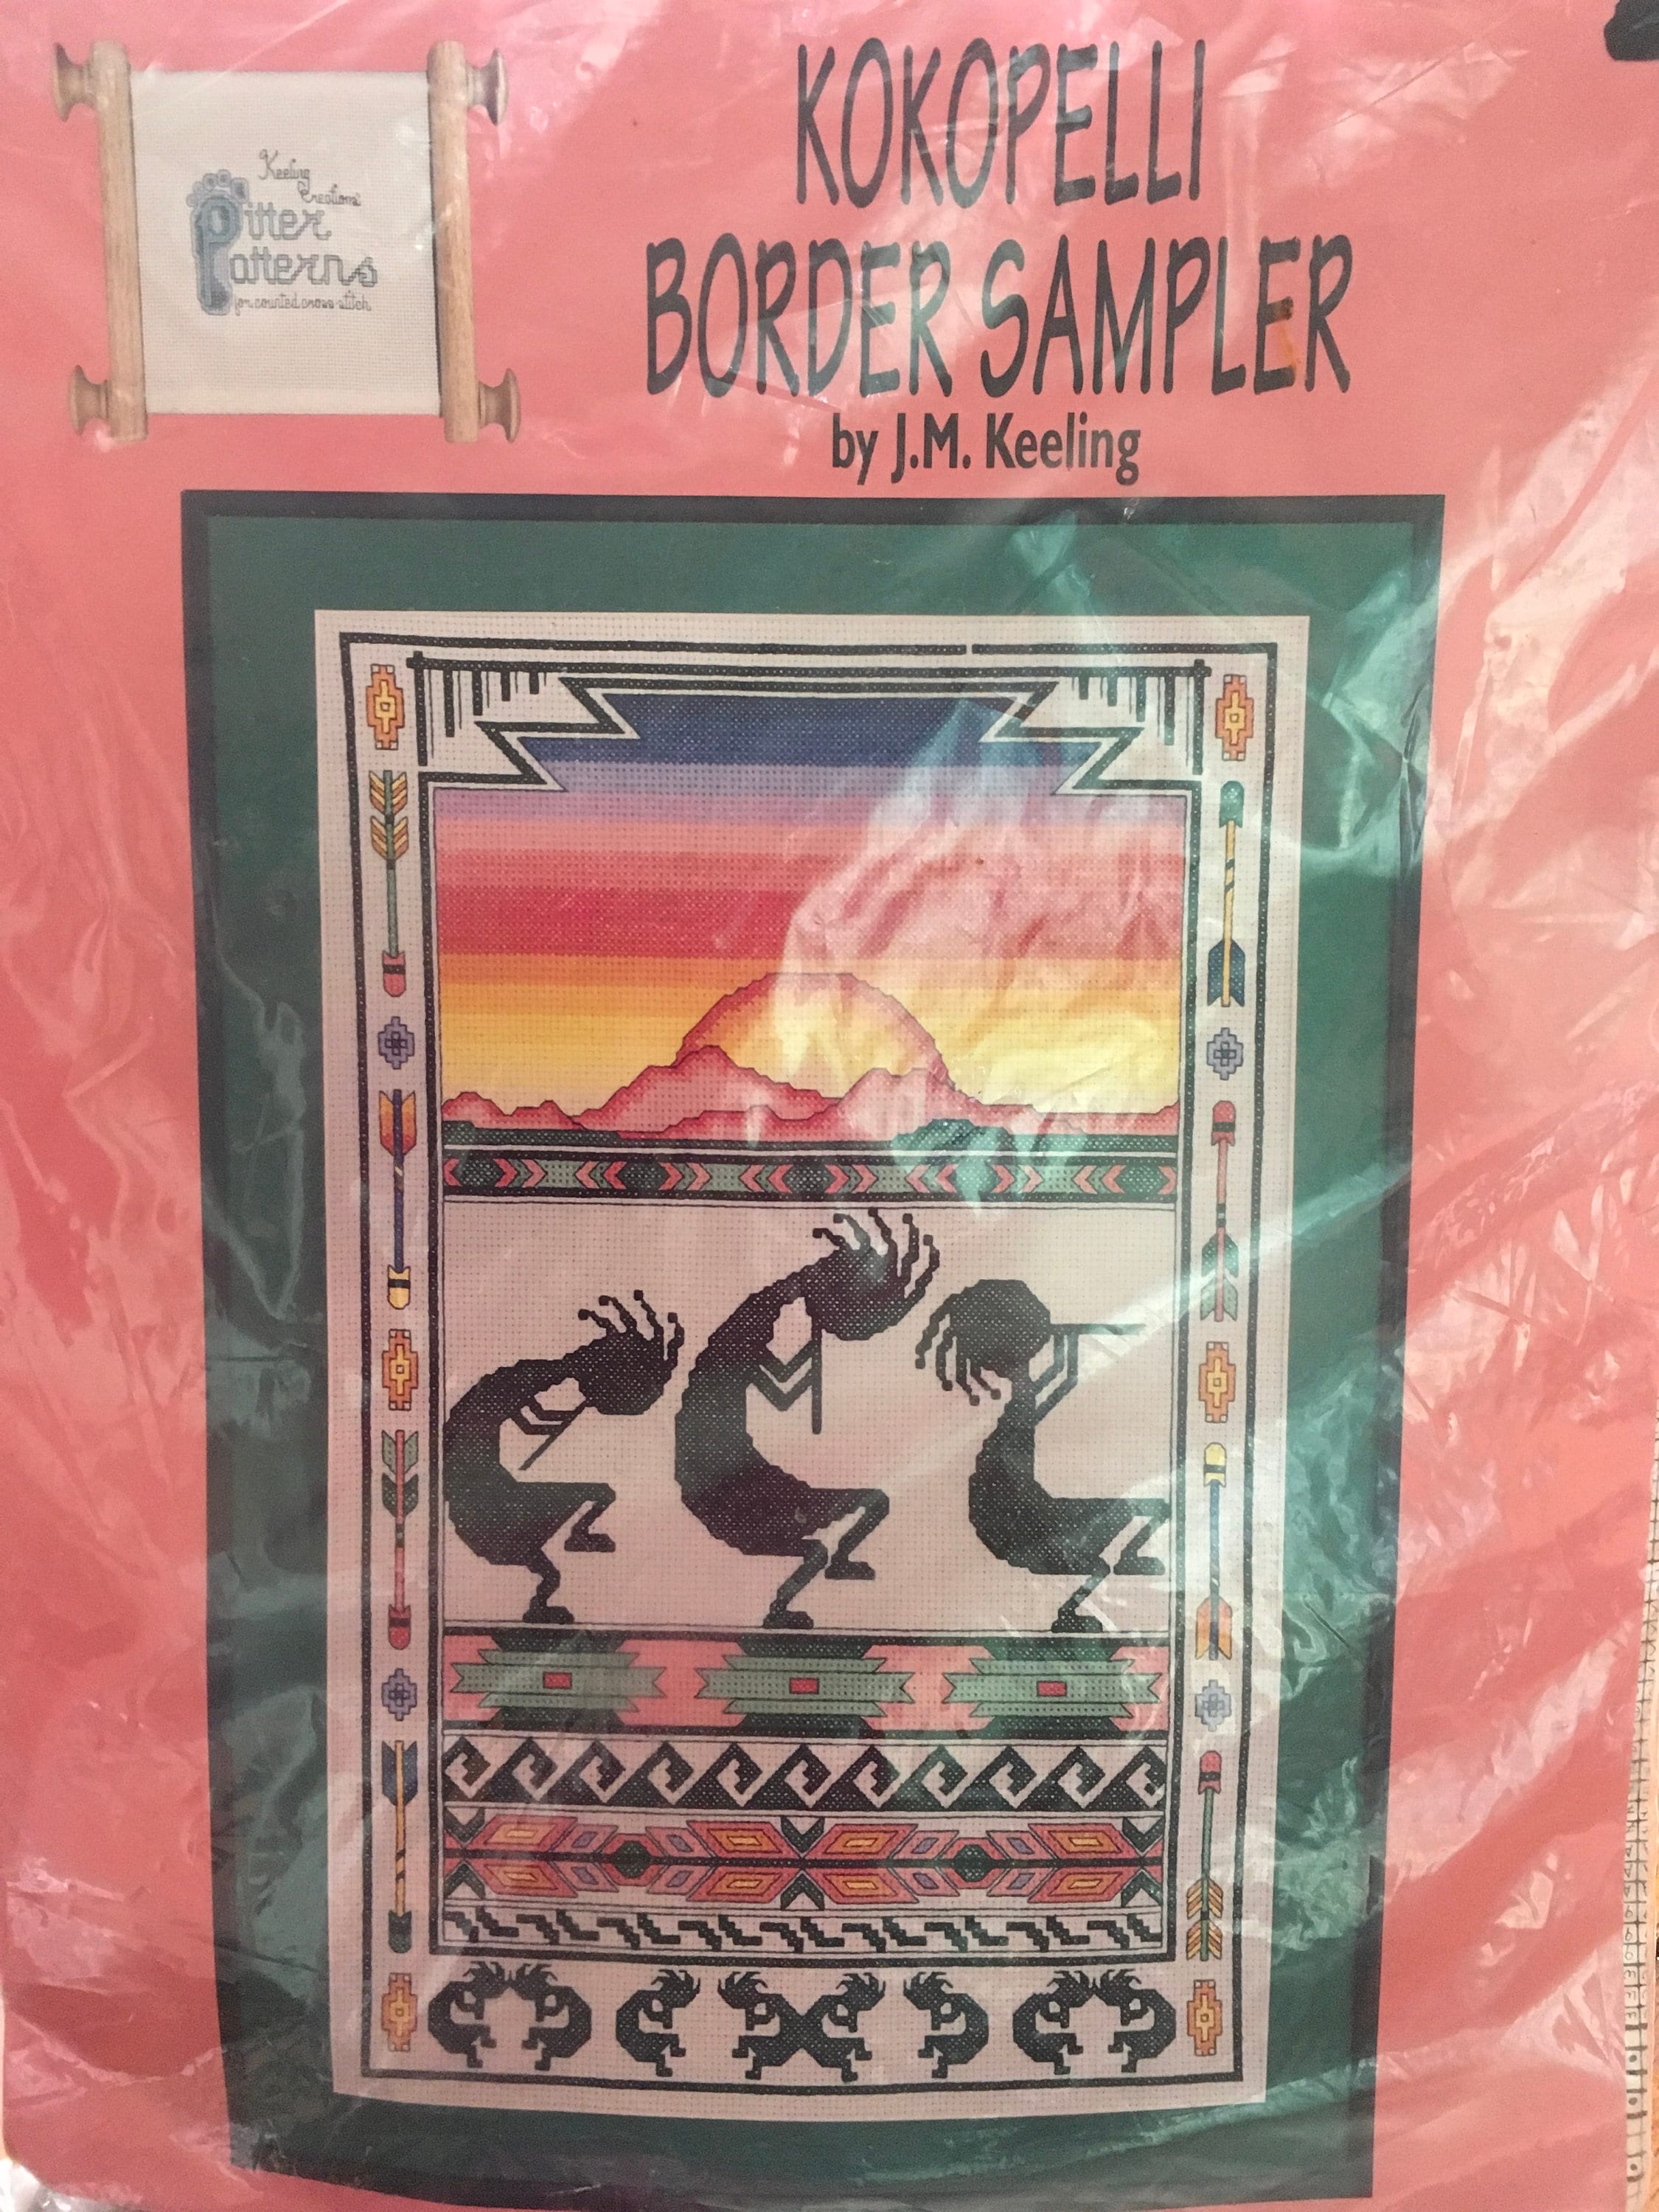 Keeling
Creations
Pitter
Patterns
for counted cross-stitch
KOKOPELLI
BORDER SAMPLER
by J.M. Keeling